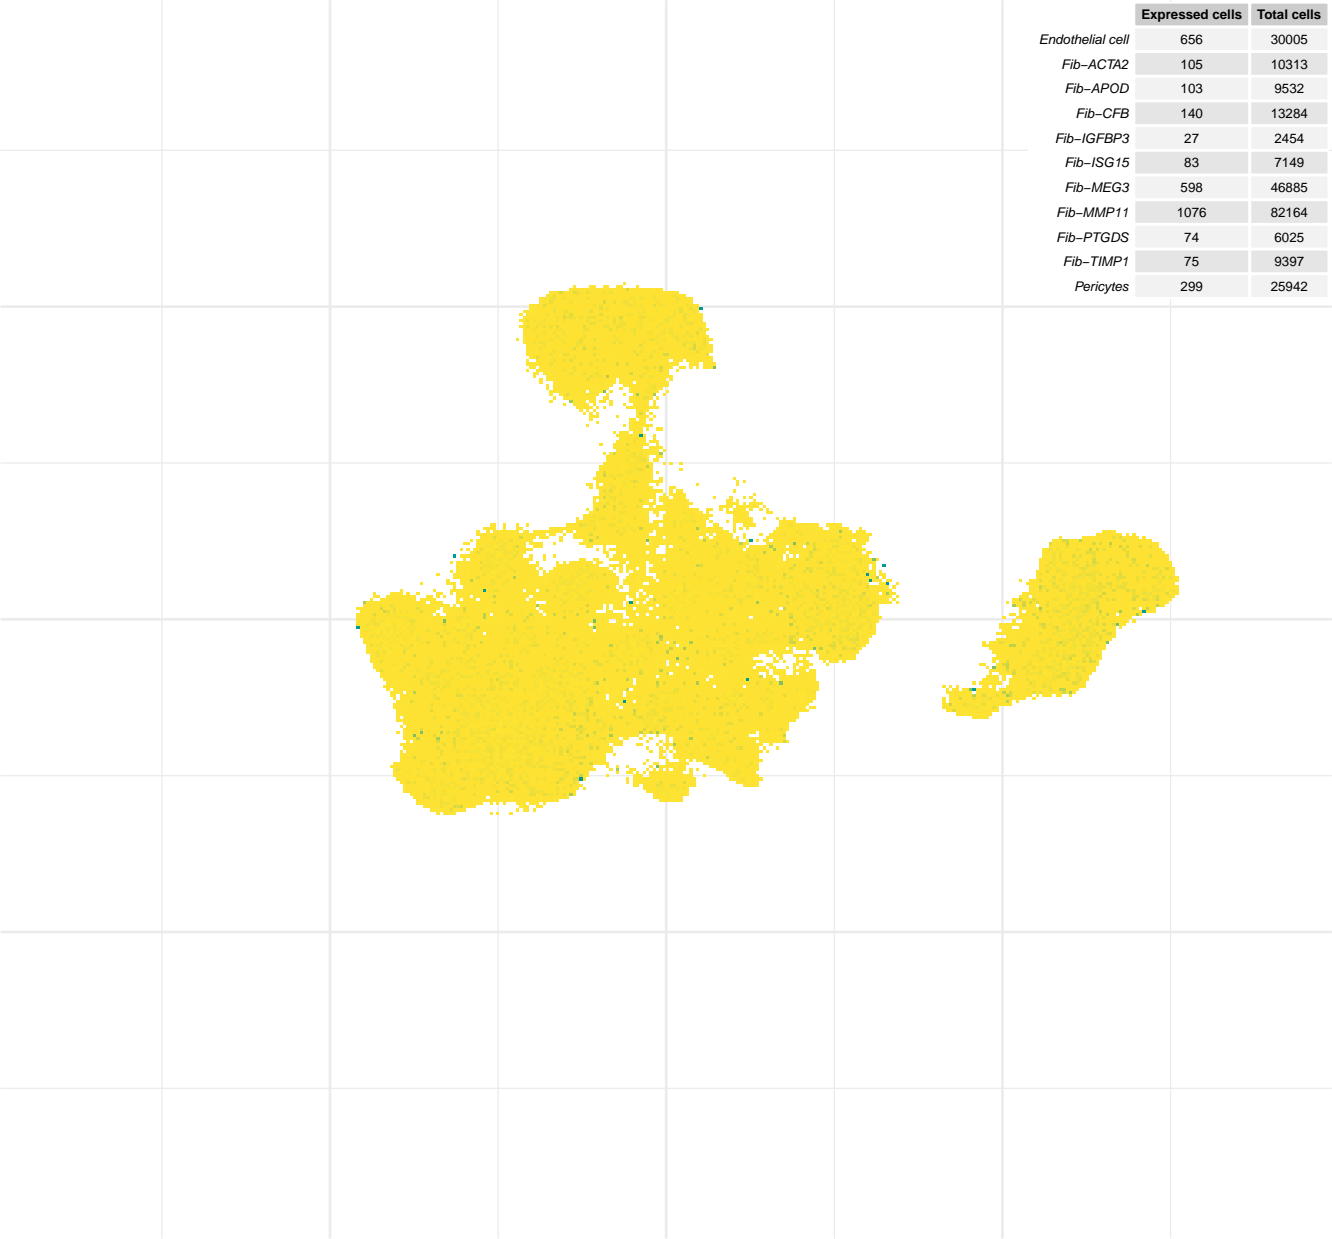 Expressed cells Total cells
Endothelial cell 656 30005
Fib−ACTA2 105 10313
Fib−APOD 103 9532
Fib−CFB 140 13284
Fib−IGFBP3 27 2454
Fib−ISG15 83 7149
Fib−MEG3 598 46885
Fib−MMP11 1076 82164
Fib−PTGDS 74 6025
Fib−TIMP1 75 9397
Pericytes 299 25942